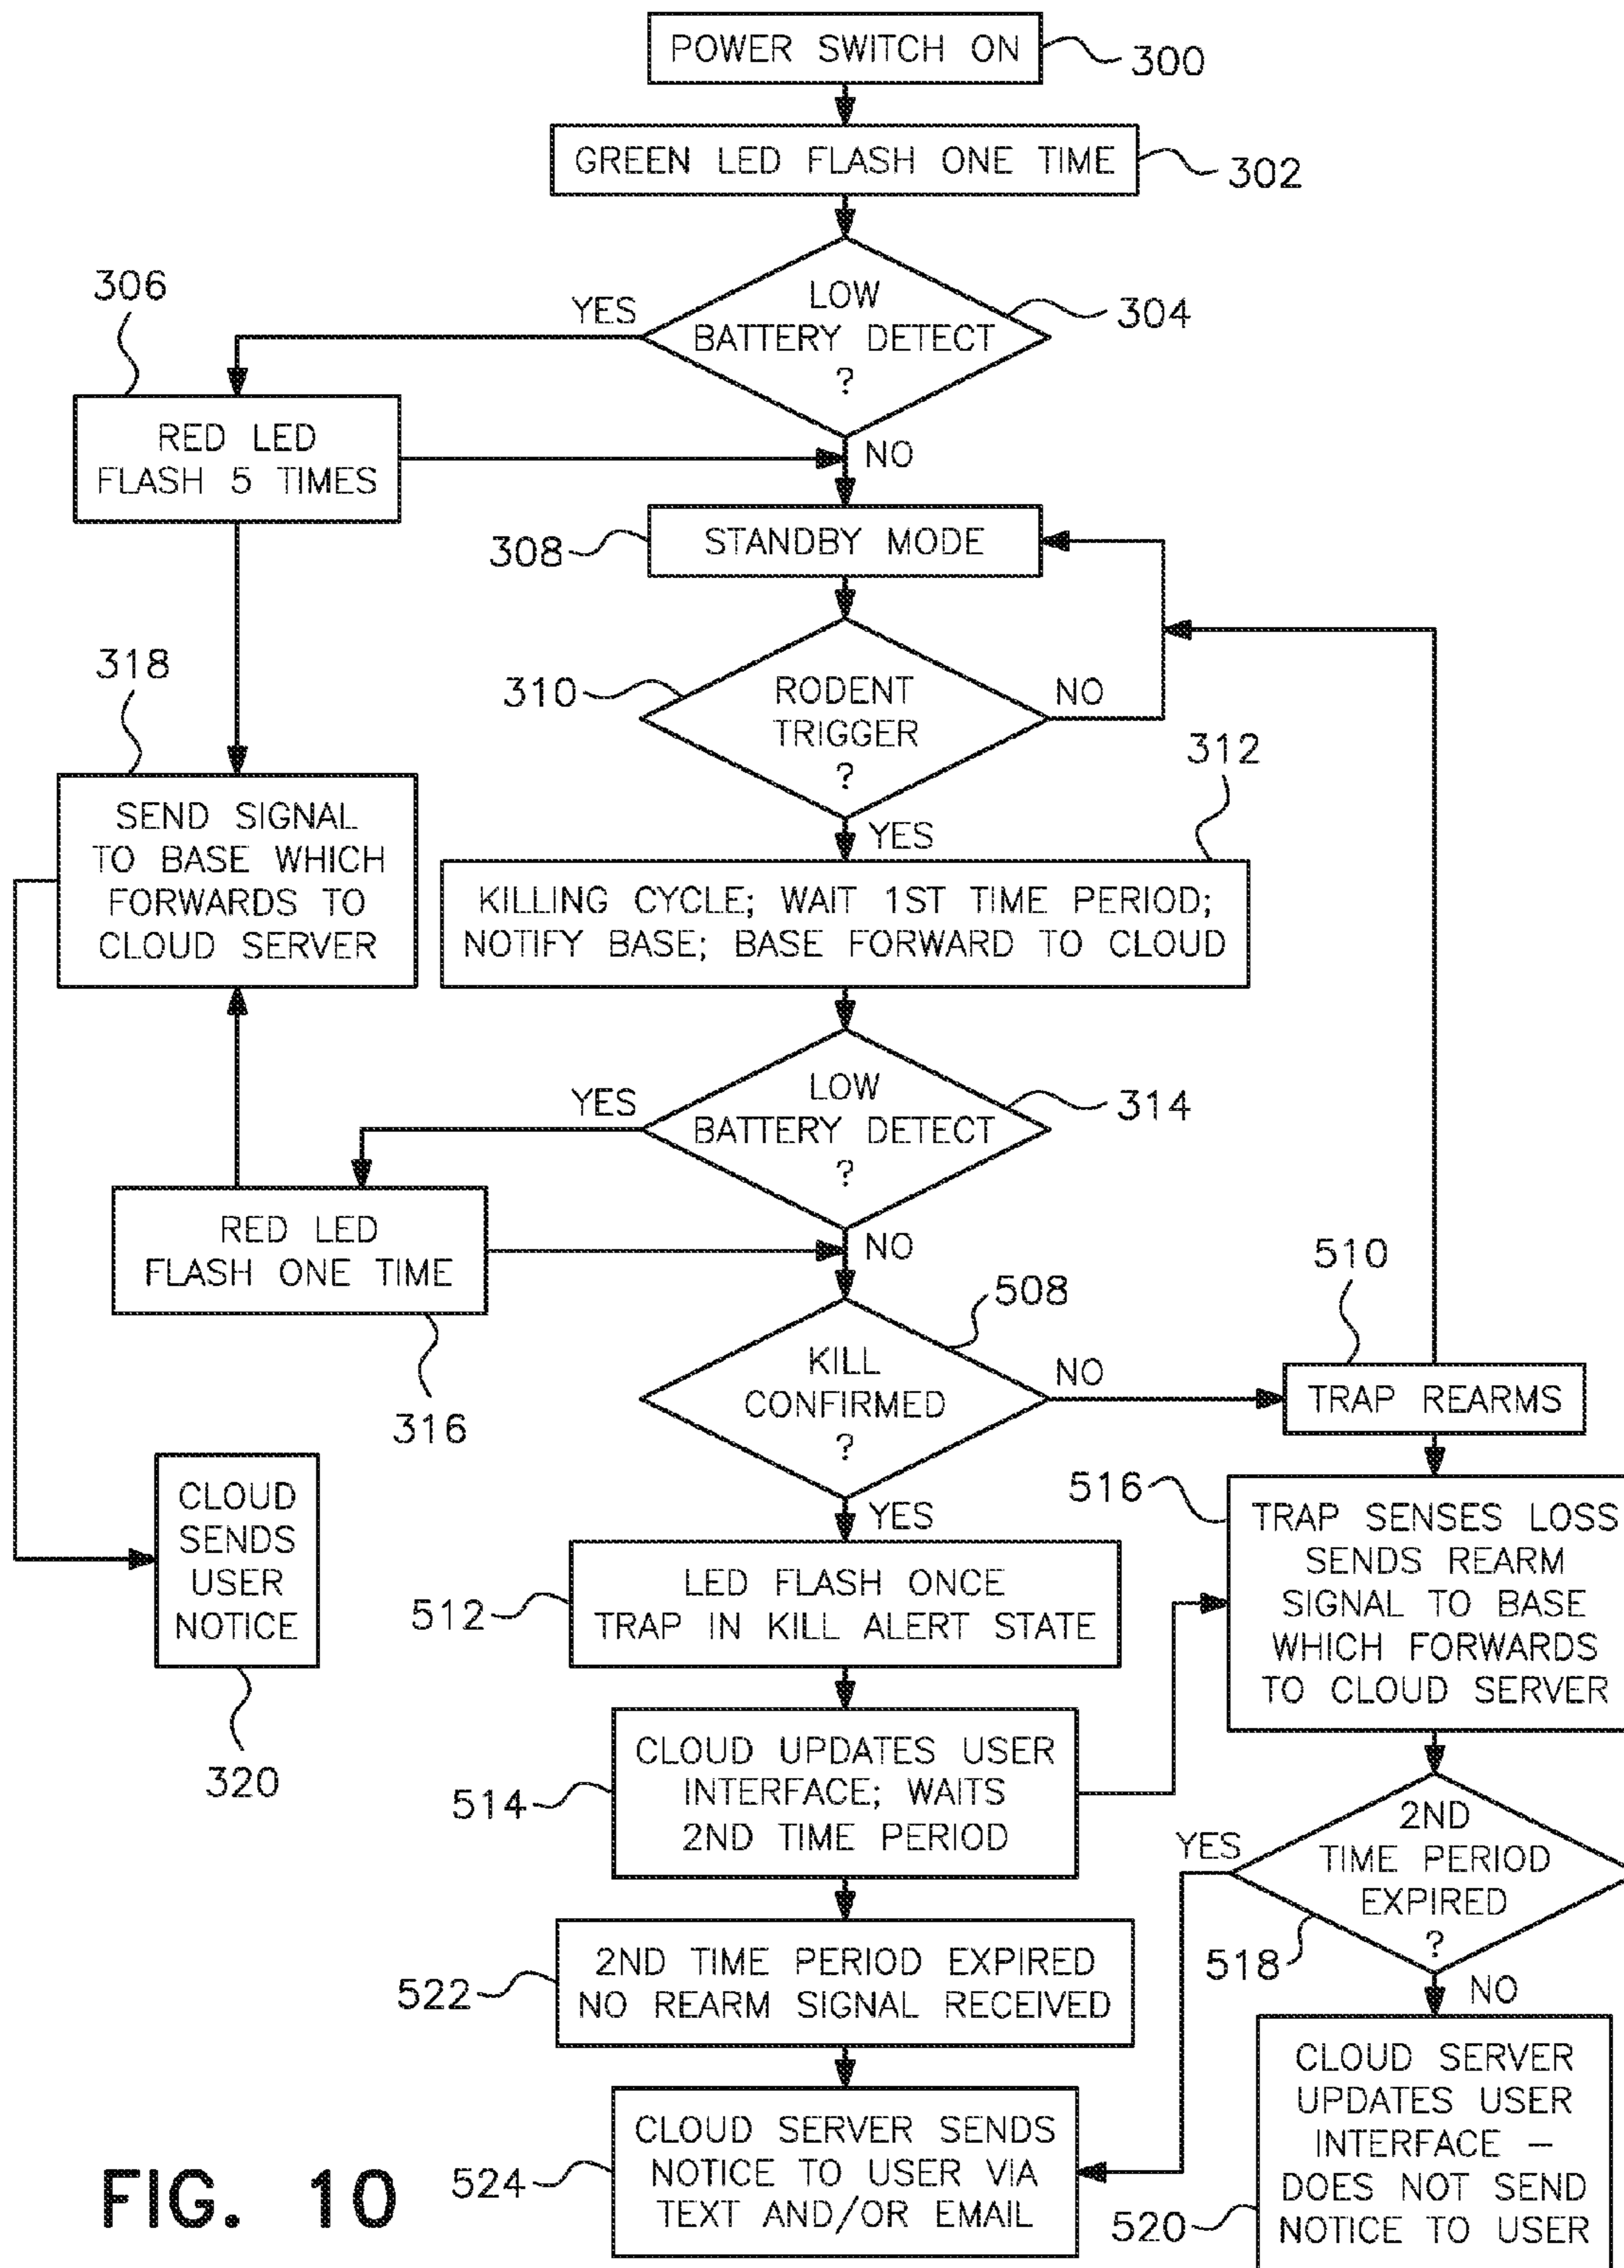 POWER SWITCH ON
300
GREEN LED FLASH ONE TIME
302
306
YES
LOW
BATTERY DETECT
?
304
RED LED
FLASH 5 TIMES
NO
308
STANDBY MODE
318
310
RODENT
TRIGGER
?
NO
312
YES
SEND SIGNAL
TO BASE WHICH
FORWARDS TO
CLOUD SERVER
KILLING CYCLE; WAIT 1ST TIME PERIOD;
NOTIFY BASE; BASE FORWARD TO CLOUD
YES
LOW
BATTERY DETECT
?
314
RED LED
FLASH ONE TIME
NO
316
508
KILL
CONFIRMED
?
NO
510
TRAP REARMS
YES
CLOUD
SENDS
USER
NOTICE
320
516
TRAP SENSES LOSS
SENDS REARM
SIGNAL TO BASE
WHICH FORWARDS
TO CLOUD SERVER
512
LED FLASH ONCE
TRAP IN KILL ALERT STATE
514
CLOUD UPDATES USER
INTERFACE; WAITS
2ND TIME PERIOD
YES
2ND
TIME PERIOD
EXPIRED
?
518
NO
522
2ND TIME PERIOD EXPIRED
NO REARM SIGNAL RECEIVED
524
CLOUD SERVER SENDS
NOTICE TO USER VIA
TEXT AND/OR EMAIL
CLOUD SERVER
UPDATES USER
INTERFACE –
DOES NOT SEND
NOTICE TO USER
520
FIG. 10